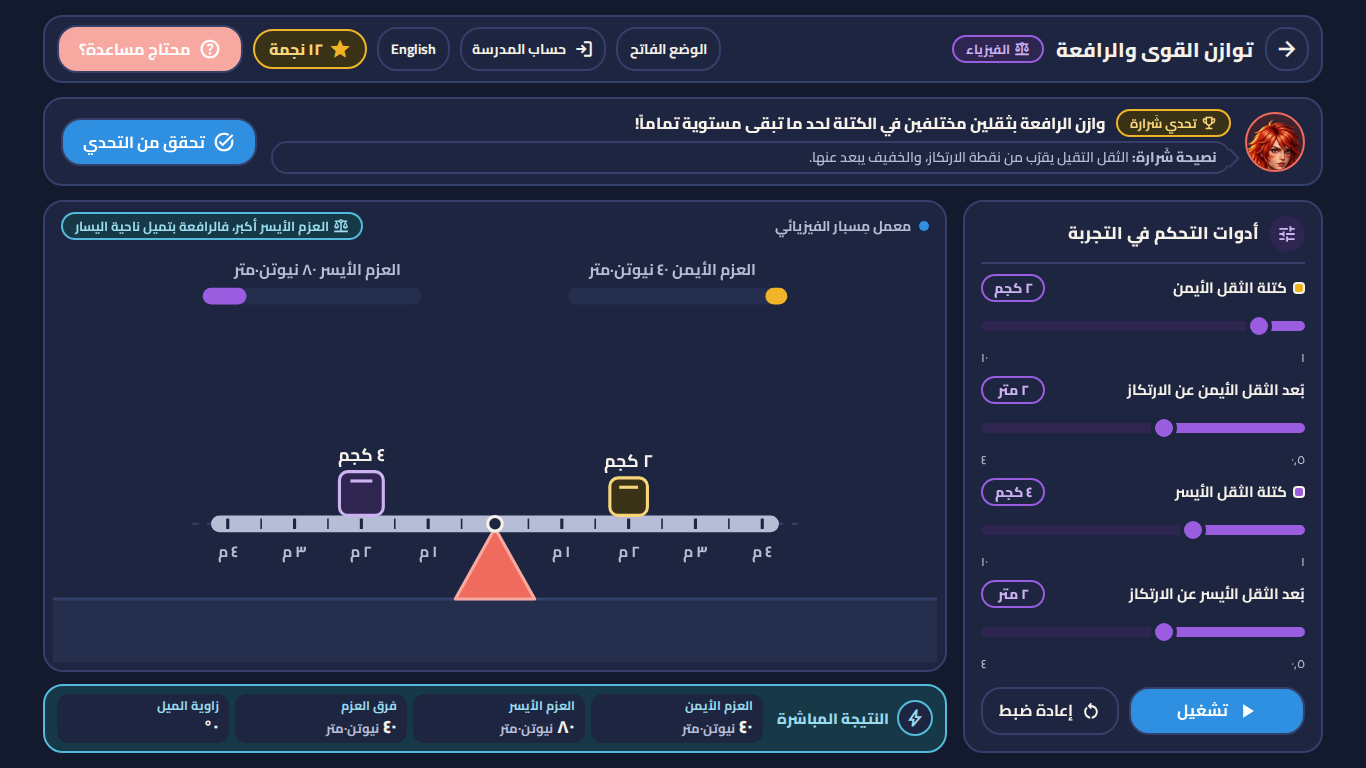 توازن القوى والرافعة
الفيزياء
الوضع الفاتح
حساب المدرسة
English
١٢ نجمة
محتاج مساعدة؟
تحدي شرارة
وازن الرافعة بثقلين مختلفين في الكتلة لحد ما تبقى مستوية تماماً!
نصيحة شرارة: الثقل التقيل يقرّب من نقطة الارتكاز، والخفيف يبعد عنها.
تحقق من التحدي
أدوات التحكم في التجربة
كتلة الثقل الأيمن
٢ كجم
١
١٠
بُعد الثقل الأيمن عن الارتكاز
٢ متر
٠٫٥
٤
كتلة الثقل الأيسر
٤ كجم
١
١٠
بُعد الثقل الأيسر عن الارتكاز
٢ متر
٠٫٥
٤
تشغيل
إعادة ضبط
معمل مِسبار الفيزيائي
العزم الأيسر أكبر، فالرافعة بتميل ناحية اليسار
العزم الأيمن ٤٠ نيوتن·متر
العزم الأيسر ٨٠ نيوتن·متر
٢ كجم
٤ كجم
٤ م
٣ م
٢ م
١ م
١ م
٢ م
٣ م
٤ م
النتيجة المباشرة
العزم الأيمن
٤٠ نيوتن·متر
العزم الأيسر
٨٠ نيوتن·متر
فرق العزم
٤٠ نيوتن·متر
زاوية الميل
٠°